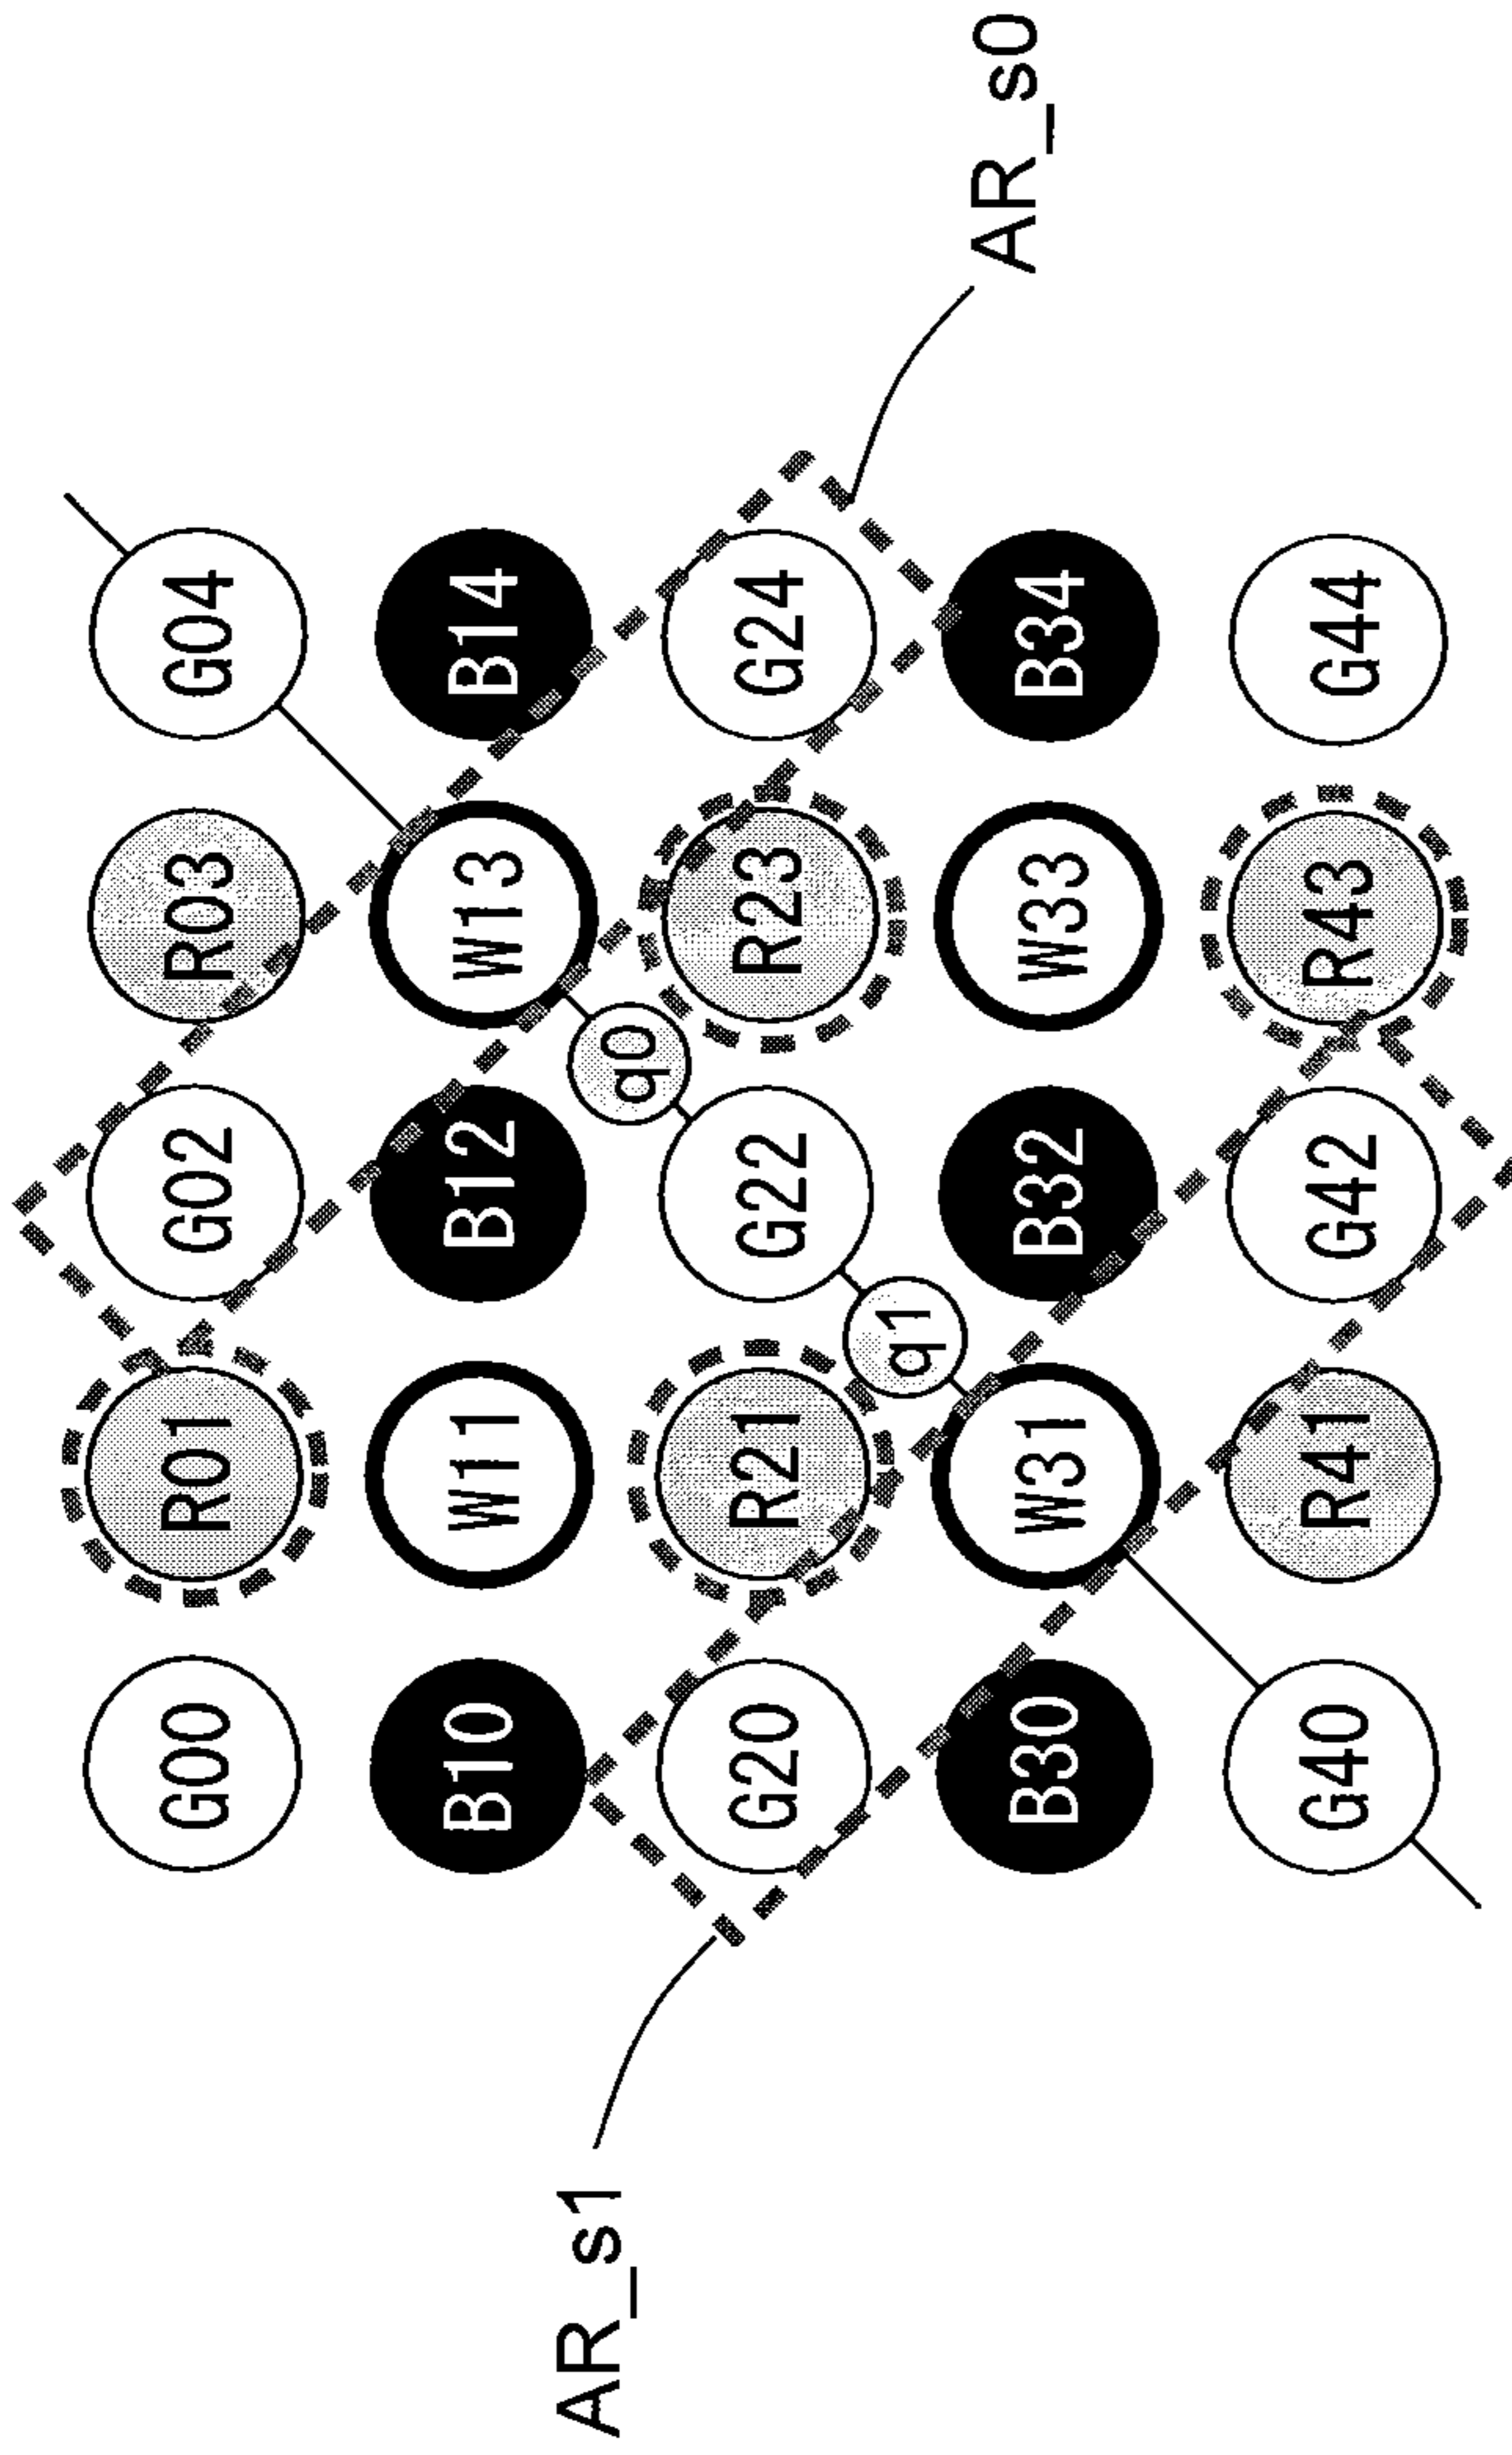 G00 R01 G02 R03 G04
B10 W11 B12 W13 B14
AR_s1
q0
G20 R21 G22 R23 G24
q1
AR_s0
B30 W31 B32 W33 B34
G40 R41 G42 R43 G44